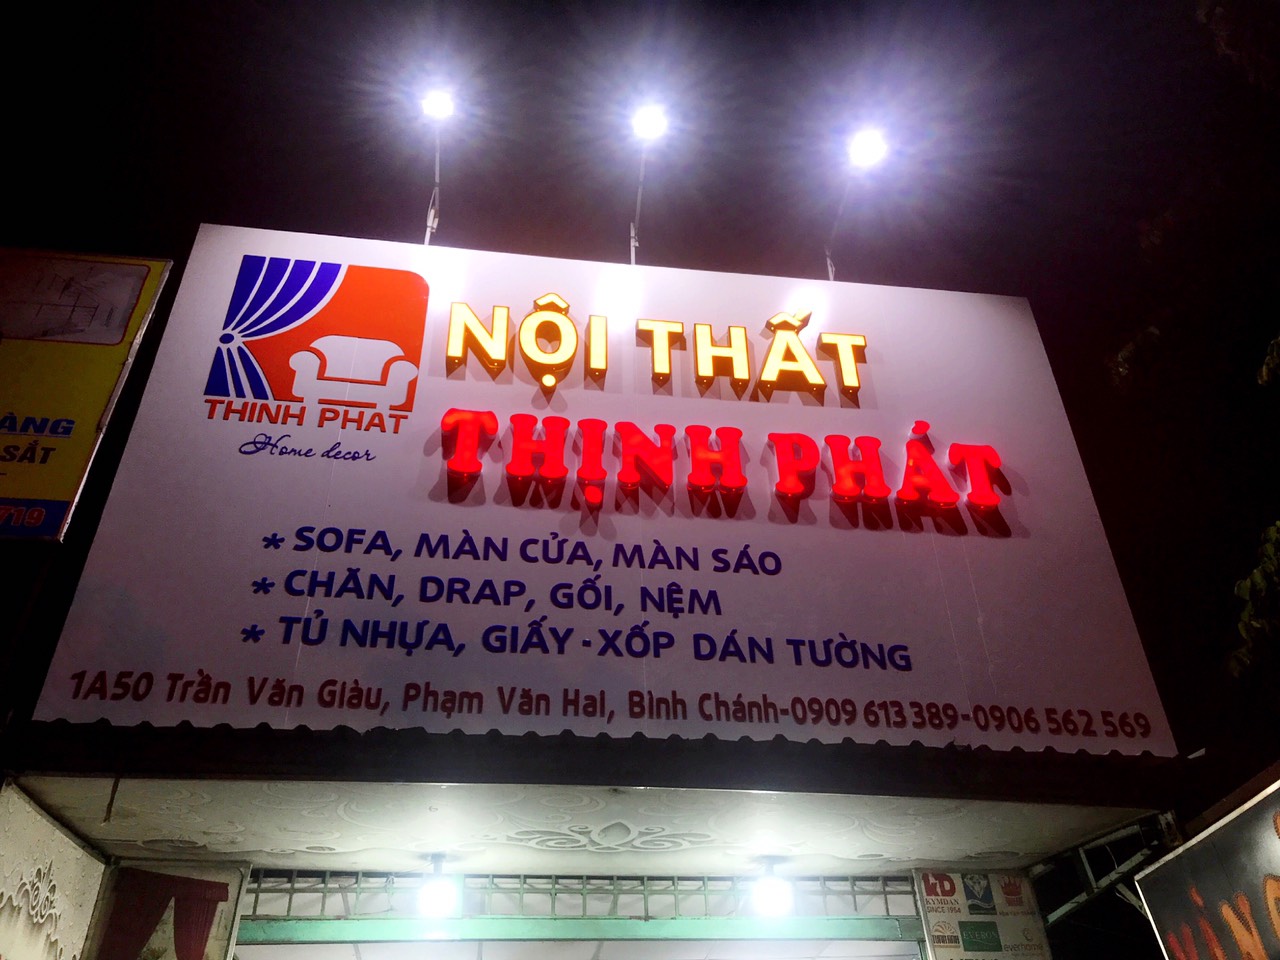 NỘI THẤT
THỊNH PHÁT
THINH PHAT
Home decor
* SOFA, MÀN CỬA, MÀN SÁO
* CHĂN, DRAP, GỐI, NỆM
* TỦ NHỰA, GIẤY - XỐP DÁN TƯỜNG
1A50 Trần Văn Giàu, Phạm Văn Hai, Bình Chánh-0909 613 389-0906 562 569
ÀNG
SẮT
719
KYMDAN
SINCE 1954
EVERON
everhome